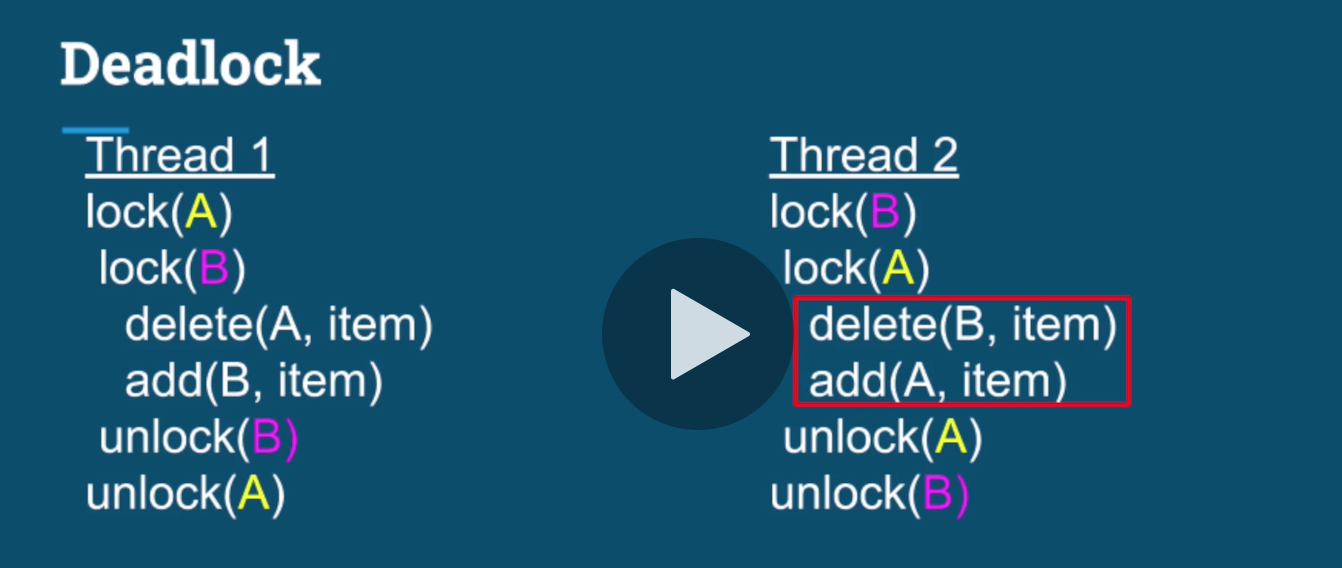 Deadlock
Thread 1
lock(A)
lock(B)
delete(A, item)
add(B, item)
unlock(B)
unlock(A)
Thread 2
lock(B)
lock(A)
delete(B, item)
add(A, item)
unlock(A)
unlock(B)